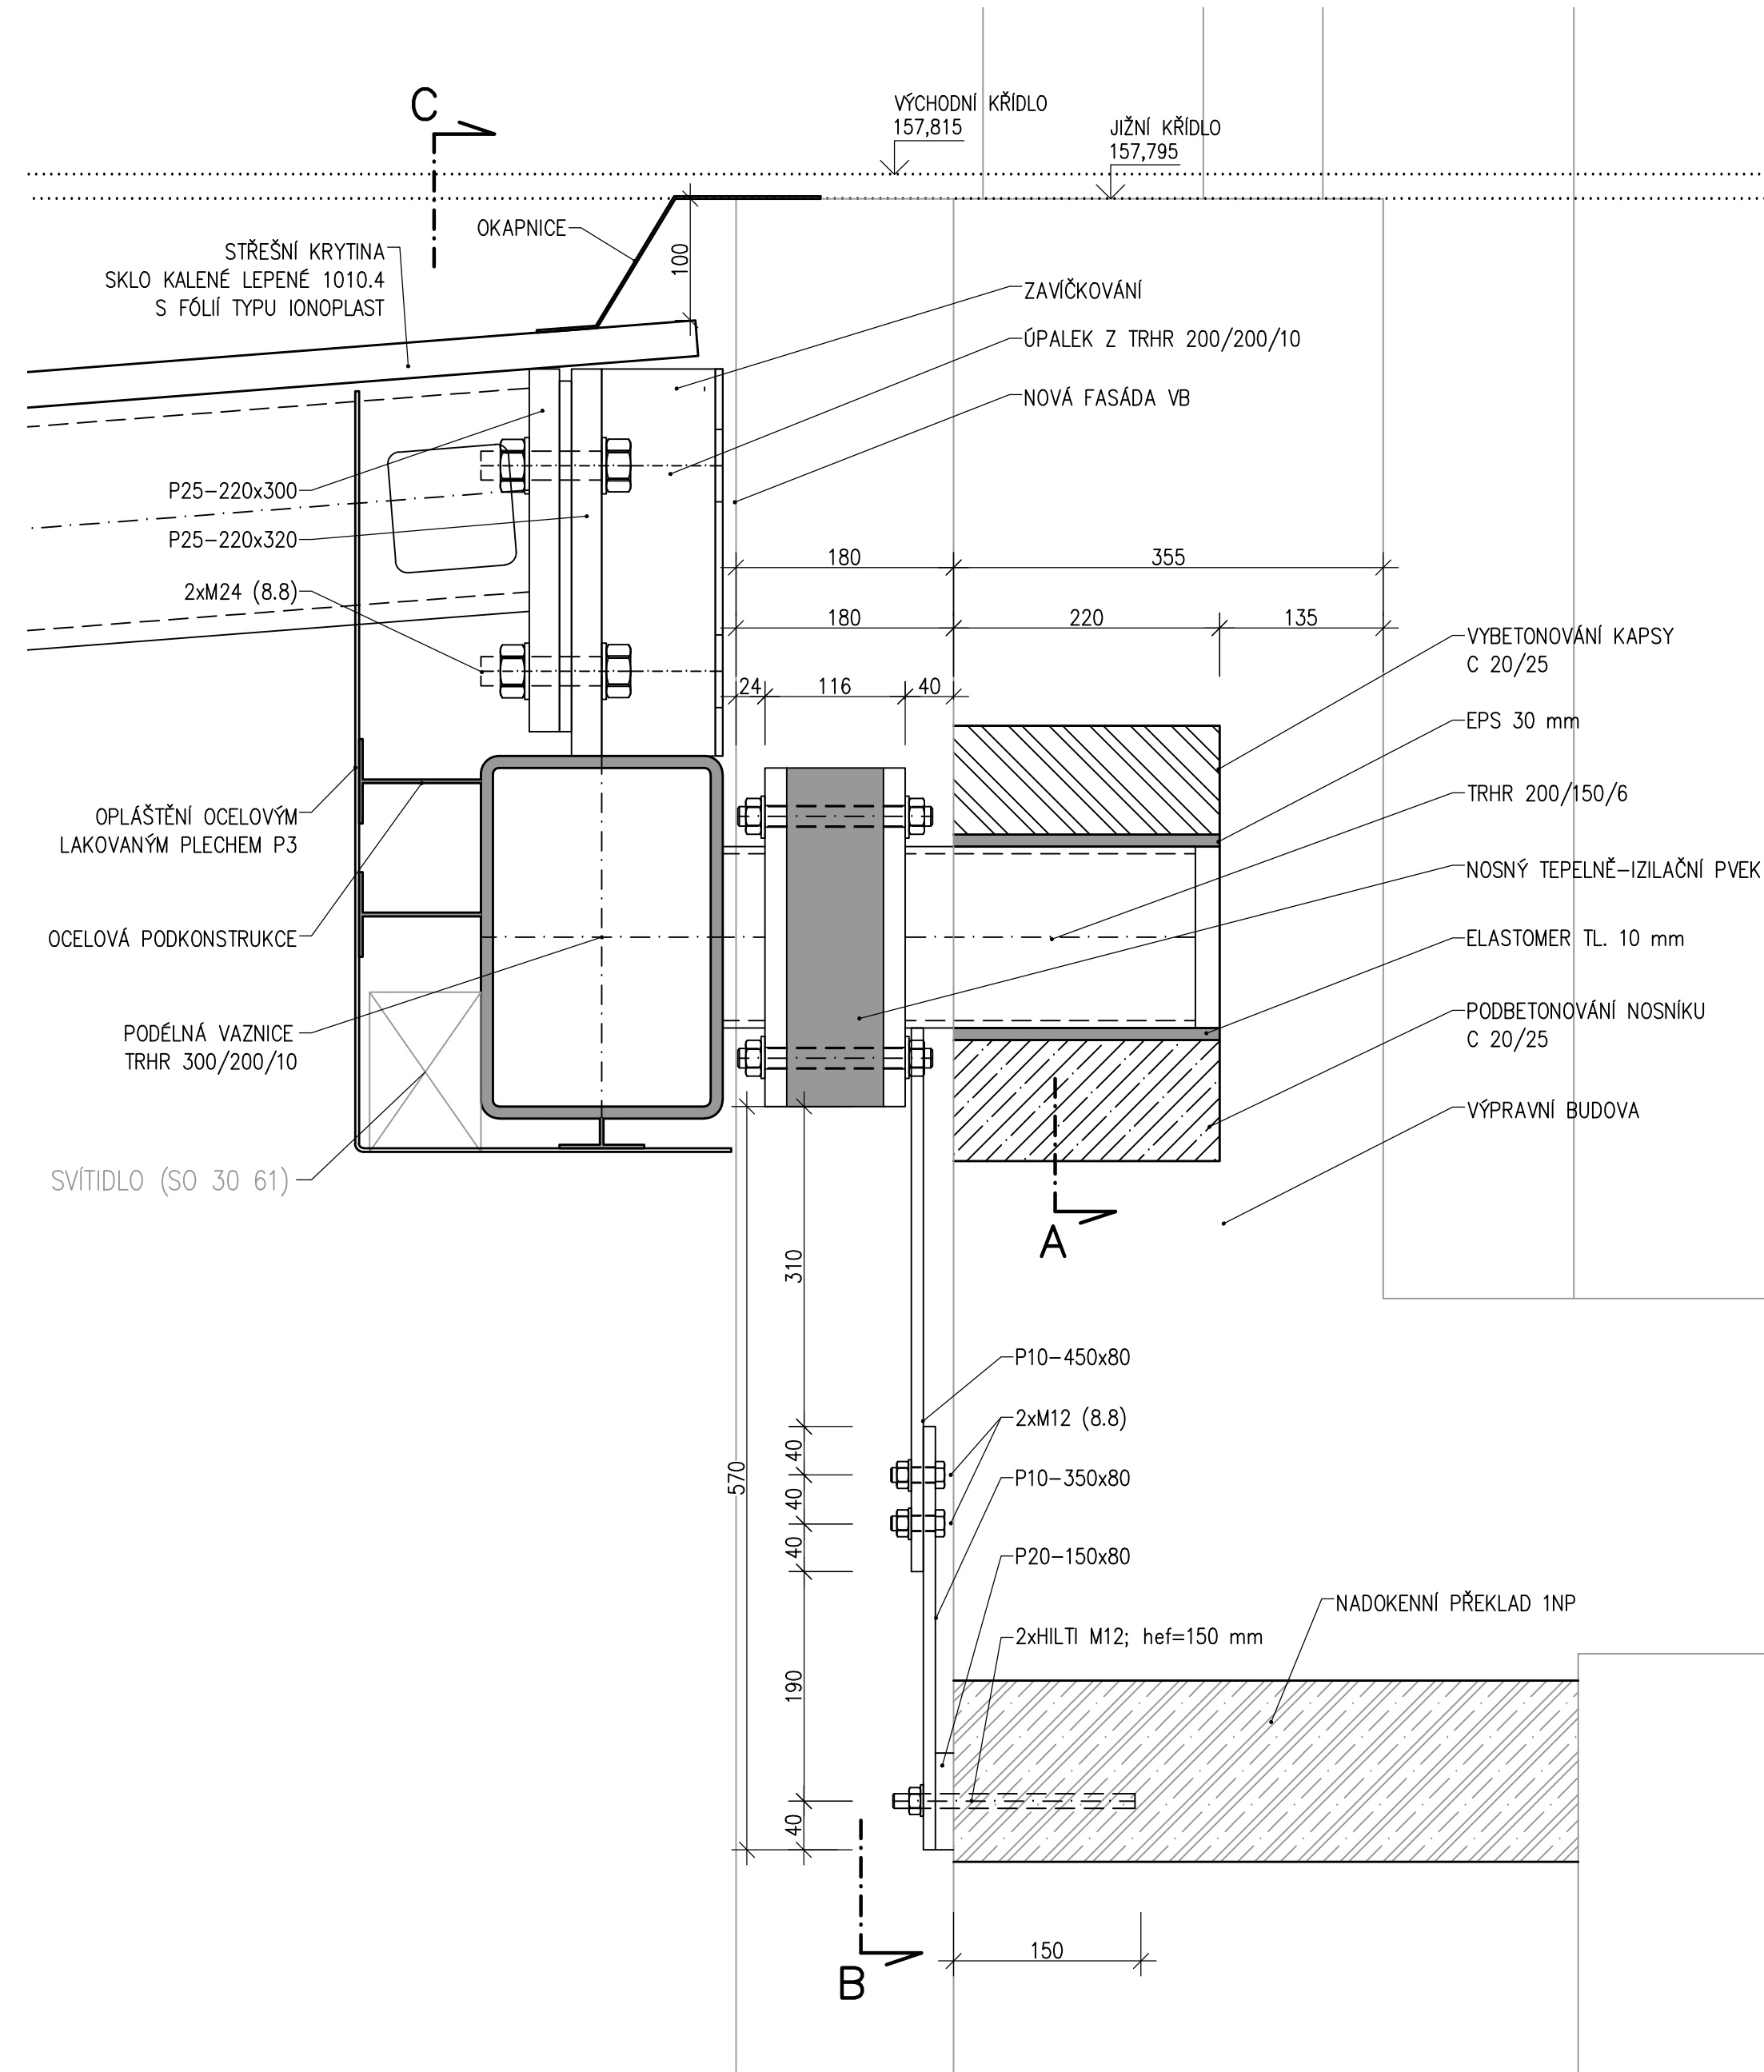 C
VÝCHODNÍ KŘÍDLO
157,815
JIŽNÍ KŘÍDLO
157,795
OKAPNICE
STŘEŠNÍ KRYTINA
SKLO KALENÉ LEPENÉ 1010.4
S FÓLIÍ TYPU IONOPLAST
100
ZAVÍČKOVÁNÍ
ÚPALEK Z TRHR 200/200/10
NOVÁ FASÁDA VB
P25-220x300
P25-220x320
2xM24 (8.8)
180
355
180
220
135
24
116
40
VYBETONOVÁNÍ KAPSY
C 20/25
EPS 30 mm
TRHR 200/150/6
NOSNÝ TEPELNĚ-IZILAČNÍ PVEK
ELASTOMER TL. 10 mm
PODBETONOVÁNÍ NOSNÍKU
C 20/25
VÝPRAVNÍ BUDOVA
OPLÁŠTĚNÍ OCELOVÝM
LAKOVANÝM PLECHEM P3
OCELOVÁ PODKONSTRUKCE
PODÉLNÁ VAZNICE
TRHR 300/200/10
SVÍTIDLO (SO 30 61)
A
310
40
40
40
570
190
40
P10-450x80
2xM12 (8.8)
P10-350x80
P20-150x80
2xHILTI M12; hef=150 mm
NADOKENNÍ PŘEKLAD 1NP
150
B